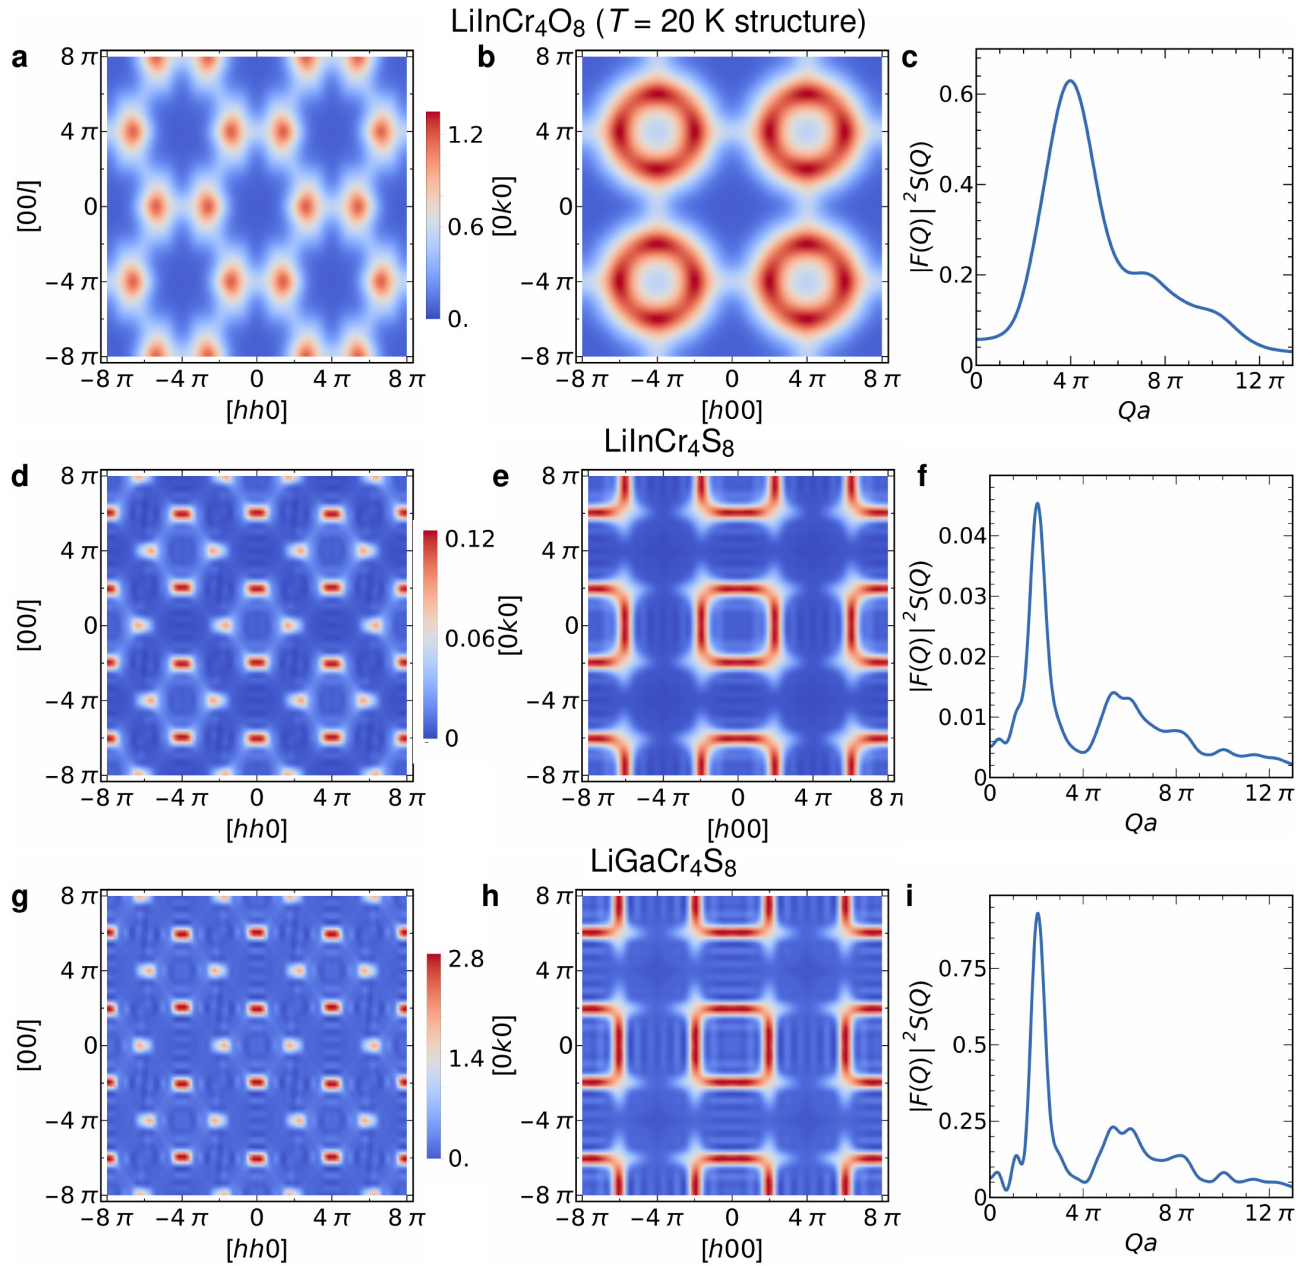 LiInCr₄O₈ (T = 20 K structure)
a
b
c
8 π
4 π
0
−4 π
−8 π
[00l]
−8 π −4 π 0 4 π 8 π
[hh0]
1.2
0.6
0.
8 π
4 π
0
−4 π
−8 π
[0k0]
−8 π −4 π 0 4 π 8 π
[h00]
0.6
0.4
0.2
0
|F(Q)|²S(Q)
0 4 π 8 π 12 π
Qa
LiInCr₄S₈
d
e
f
8 π
4 π
0
−4 π
−8 π
[00l]
−8 π −4 π 0 4 π 8 π
[hh0]
0.12
0.06
0
8 π
4 π
0
−4 π
−8 π
[0k0]
−8 π −4 π 0 4 π 8 π
[h00]
0.04
0.03
0.02
0.01
0
|F(Q)|²S(Q)
0 4 π 8 π 12 π
Qa
LiGaCr₄S₈
g
h
i
8 π
4 π
0
−4 π
−8 π
[00l]
−8 π −4 π 0 4 π 8 π
[hh0]
2.8
1.4
0.
8 π
4 π
0
−4 π
−8 π
[0k0]
−8 π −4 π 0 4 π 8 π
[h00]
0.75
0.5
0.25
0
|F(Q)|²S(Q)
0 4 π 8 π 12 π
Qa